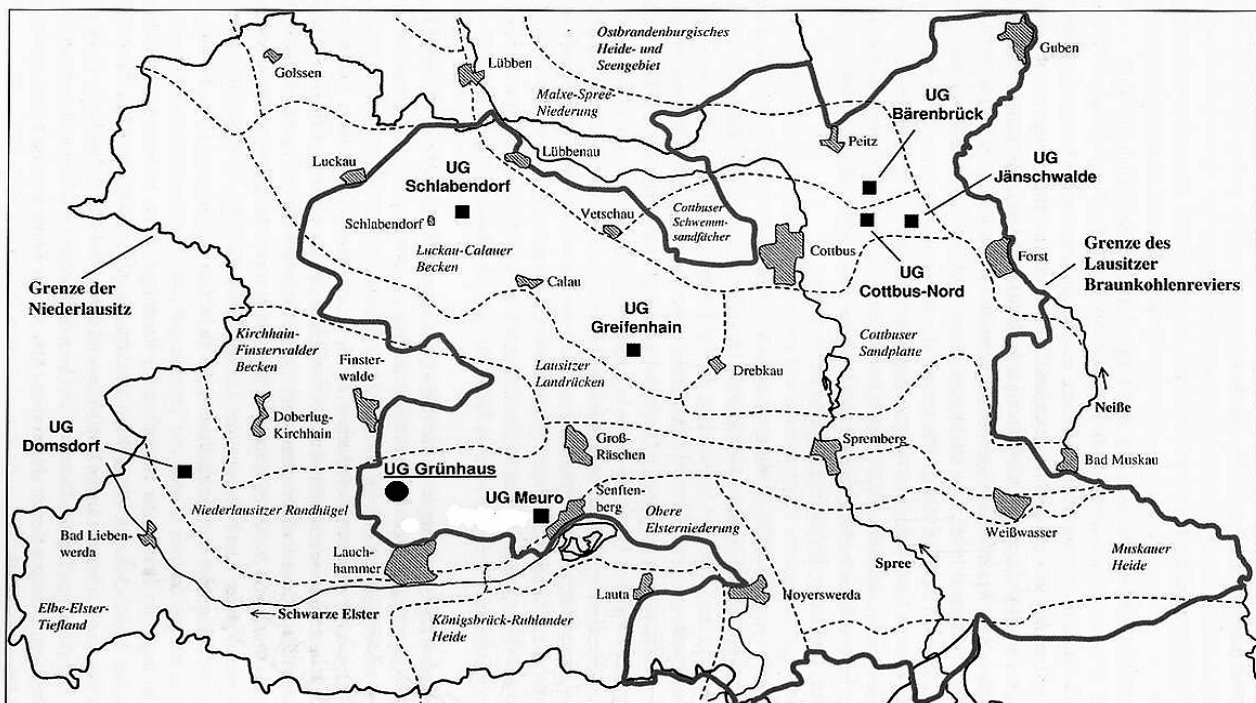 Ostbrandenburgisches
Heide- und
Seengebiet
Guben
Golssen
Lübben
Malxe-Spree-
Niederung
UG
Bärenbrück
Peitz
Luckau
Lübbenau
UG
Jänschwalde
UG
Schlabendorf
Schlabendorf
Vetschau
Cottbuser
Schwemm-
sandfächer
Luckau-Calauer
Becken
Cottbus
Forst
Grenze des
Lausitzer
Braunkohlenreviers
Grenze der
Niederlausitz
Calau
UG
Cottbus-Nord
UG
Greifenhain
Kirchhain-
Finsterwalder
Becken
Finster-
walde
Cottbuser
Sandplatte
Lausitzer
Landrücken
Drebkau
Doberlug-
Kirchhain
Neiße
UG
Domsdorf
Groß-
Räschen
Spremberg
Bad Muskau
UG Grünhaus
UG Meuro
Senften-
berg
Niederlausitzer Randhügel
Obere
Elsterniederung
Weißwasser
Bad Lieben-
werda
Lauch-
hammer
Muskauer
Heide
Spree
Lauta
Hoyerswerda
Elbe-Elster-
Tiefland
Schwarze Elster
Königsbrück-Ruhlander
Heide